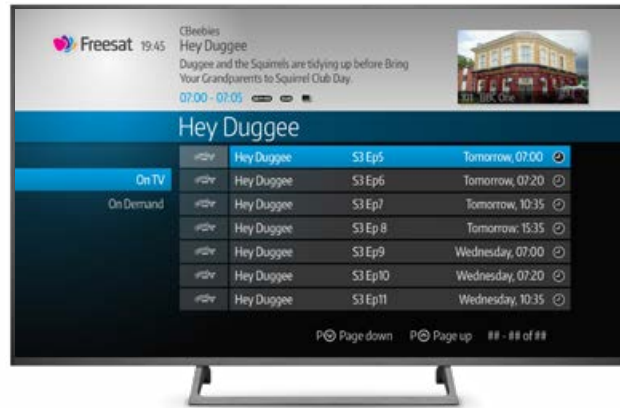 Freesat 19:45
CBeebies
Hey Duggee
Duggee and the Squirrels are tidying up before Bring
Your Grandparents to Squirrel Club Day.
07:00 - 07:05
101 BBC One
Hey Duggee
On TV
On Demand
Hey Duggee S3 Ep5 Tomorrow, 07:00
Hey Duggee S3 Ep6 Tomorrow, 07:20
Hey Duggee S3 Ep7 Tomorrow, 10:35
Hey Duggee S3 Ep 8 Tomorrow: 15:35
Hey Duggee S3 Ep9 Wednesday, 07:00
Hey Duggee S3 Ep10 Wednesday, 07:20
Hey Duggee S3 Ep11 Wednesday, 10:35
P Page down P Page up ## - ## of ##